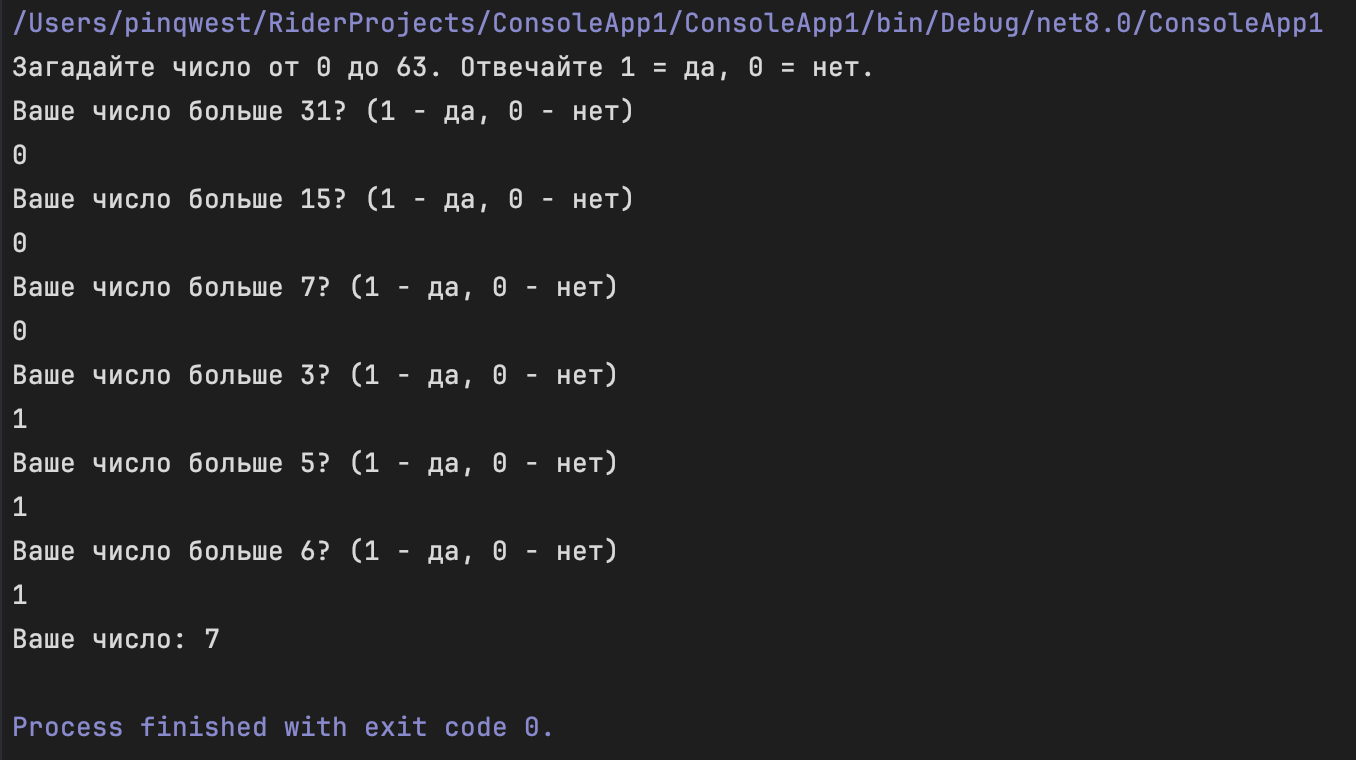 /Users/pinqwest/RiderProjects/ConsoleApp1/ConsoleApp1/bin/Debug/net8.0/ConsoleApp1
Загадайте число от 0 до 63. Отвечайте 1 = да, 0 = нет.
Ваше число больше 31? (1 - да, 0 - нет)
0
Ваше число больше 15? (1 - да, 0 - нет)
0
Ваше число больше 7? (1 - да, 0 - нет)
0
Ваше число больше 3? (1 - да, 0 - нет)
1
Ваше число больше 5? (1 - да, 0 - нет)
1
Ваше число больше 6? (1 - да, 0 - нет)
1
Ваше число: 7
Process finished with exit code 0.